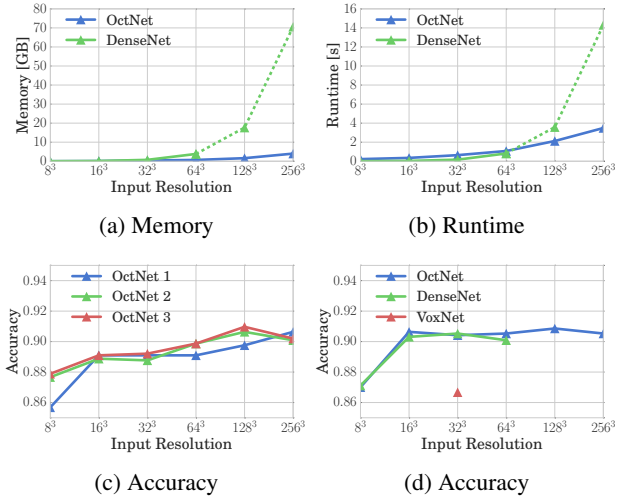 80
70
60
50
40
30
20
10
0
Memory [GB]
OctNet
DenseNet
8³ 16³ 32³ 64³ 128³ 256³
Input Resolution
(a) Memory
16
14
12
10
8
6
4
2
0
Runtime [s]
OctNet
DenseNet
8³ 16³ 32³ 64³ 128³ 256³
Input Resolution
(b) Runtime
0.94
0.92
0.90
0.88
0.86
Accuracy
OctNet 1
OctNet 2
OctNet 3
8³ 16³ 32³ 64³ 128³ 256³
Input Resolution
(c) Accuracy
0.94
0.92
0.90
0.88
0.86
Accuracy
OctNet
DenseNet
VoxNet
8³ 16³ 32³ 64³ 128³ 256³
Input Resolution
(d) Accuracy